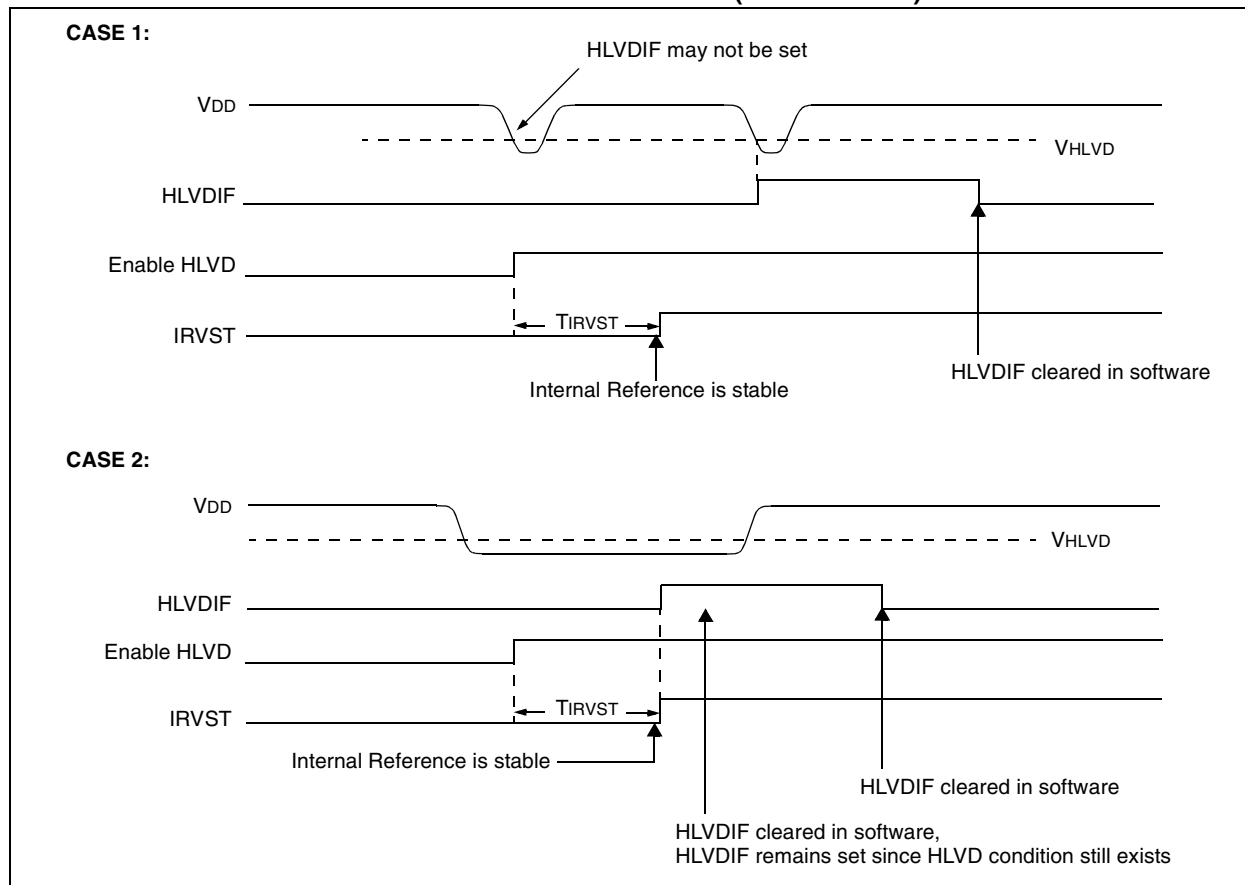 CASE 1:
HLVDIF may not be set
VDD
VHLVD
HLVDIF
Enable HLVD
TIRVST
IRVST
HLVDIF cleared in software
Internal Reference is stable
CASE 2:
VDD
VHLVD
HLVDIF
Enable HLVD
TIRVST
IRVST
Internal Reference is stable
HLVDIF cleared in software
HLVDIF cleared in software,
HLVDIF remains set since HLVD condition still exists